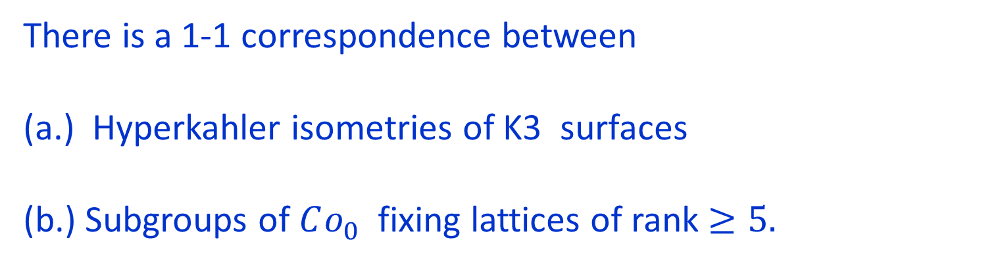 There is a 1-1 correspondence between
(a.) Hyperkahler isometries of K3 surfaces
(b.) Subgroups of 𝐶𝑜₀ fixing lattices of rank ≥ 5.